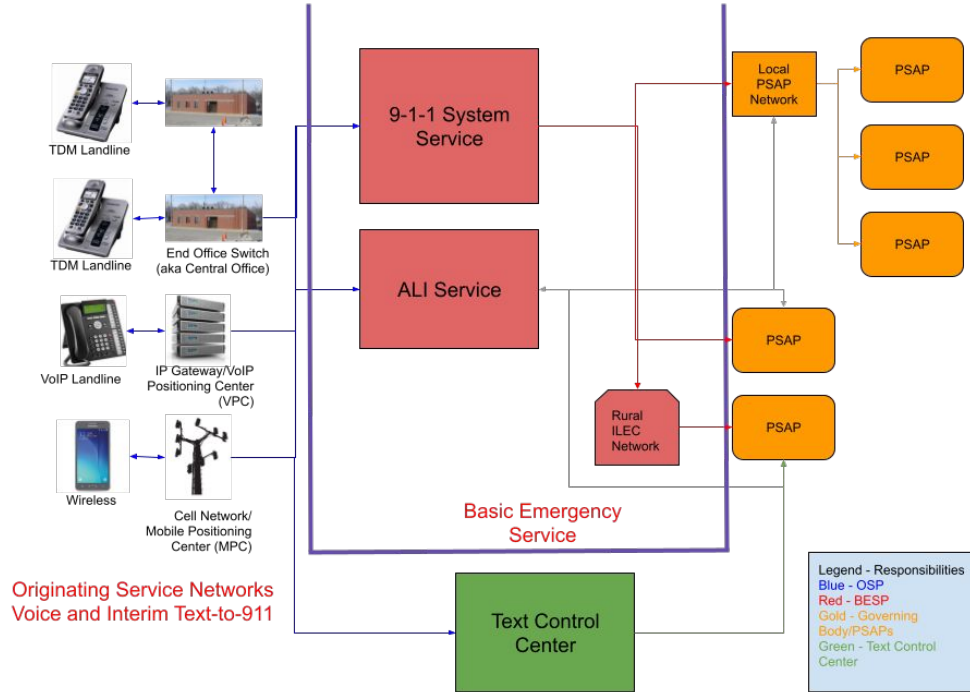 TDM Landline
TDM Landline
End Office Switch
(aka Central Office)
VoIP Landline
IP Gateway/VoIP
Positioning Center
(VPC)
Wireless
Cell Network/
Mobile Positioning
Center (MPC)
Originating Service Networks
Voice and Interim Text-to-911
9-1-1 System
Service
ALI Service
Rural
ILEC
Network
Basic Emergency
Service
Text Control
Center
Local
PSAP
Network
PSAP
PSAP
PSAP
PSAP
PSAP
Legend - Responsibilities
Blue - OSP
Red - BESP
Gold - Governing
Body/PSAPs
Green - Text Control
Center